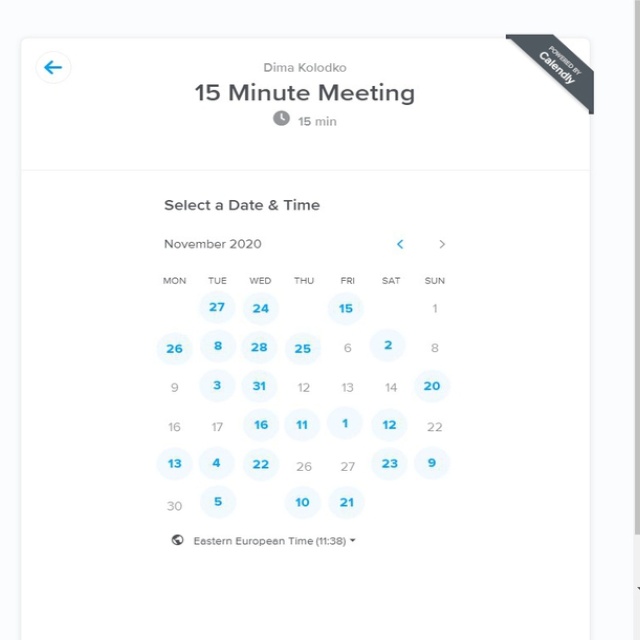 POWERED BY
Calendly
Dima Kolodko
15 Minute Meeting
15 min
Select a Date & Time
November 2020
MON TUE WED THU FRI SAT SUN
27 24 15 1
26 8 28 25 6 2 8
9 3 31 12 13 14 20
16 17 16 11 1 12 22
13 4 22 26 27 23 9
30 5 10 21
Eastern European Time (11:38)